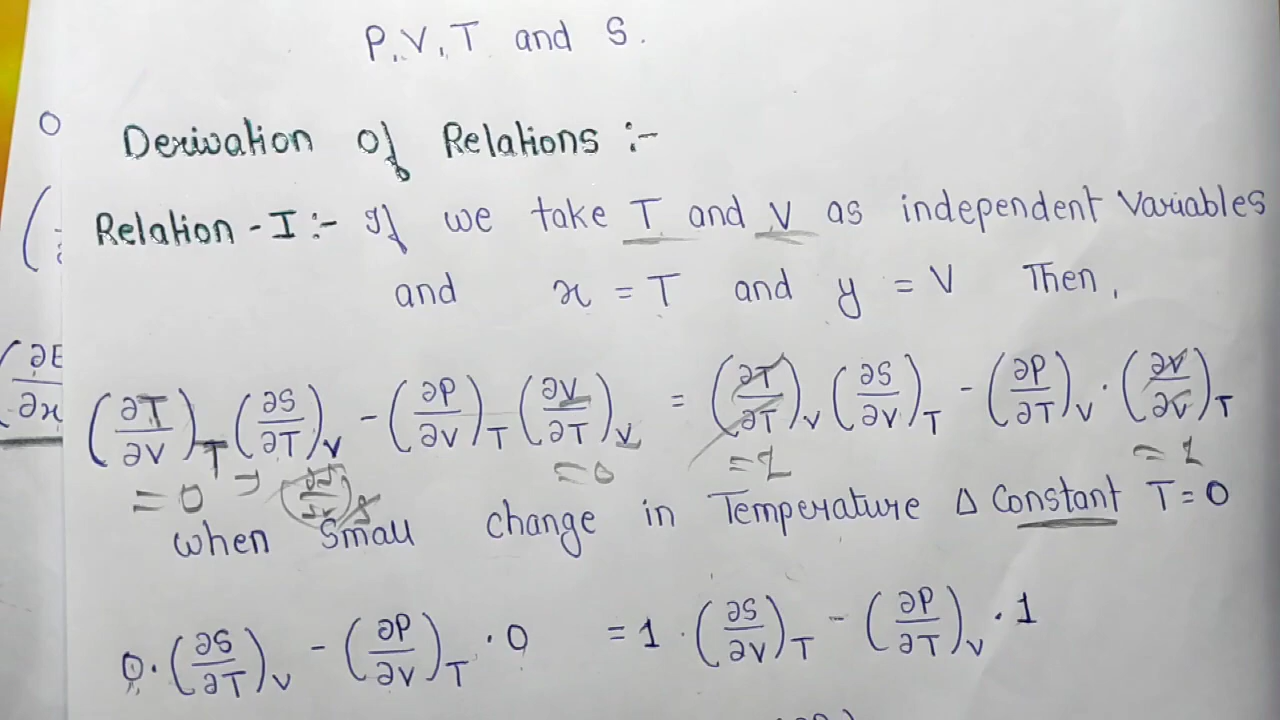 P, V, T and S.
Derivation of Relations :-
Relation - I :- If we take T and V as independent Variables
and x = T and y = V Then,
(∂T/∂V)_T (∂S/∂T)_V - (∂P/∂V)_T (∂V/∂T)_V = (∂T/∂T)_V (∂S/∂V)_T - (∂P/∂T)_V · (∂V/∂V)_T
= 0 = 0 = 1 = 1
when Small change in Temperature Δ Constant T = 0
0 · (∂S/∂T)_V - (∂P/∂V)_T · 0 = 1 · (∂S/∂V)_T - (∂P/∂T)_V · 1
O
(
(∂E/∂x